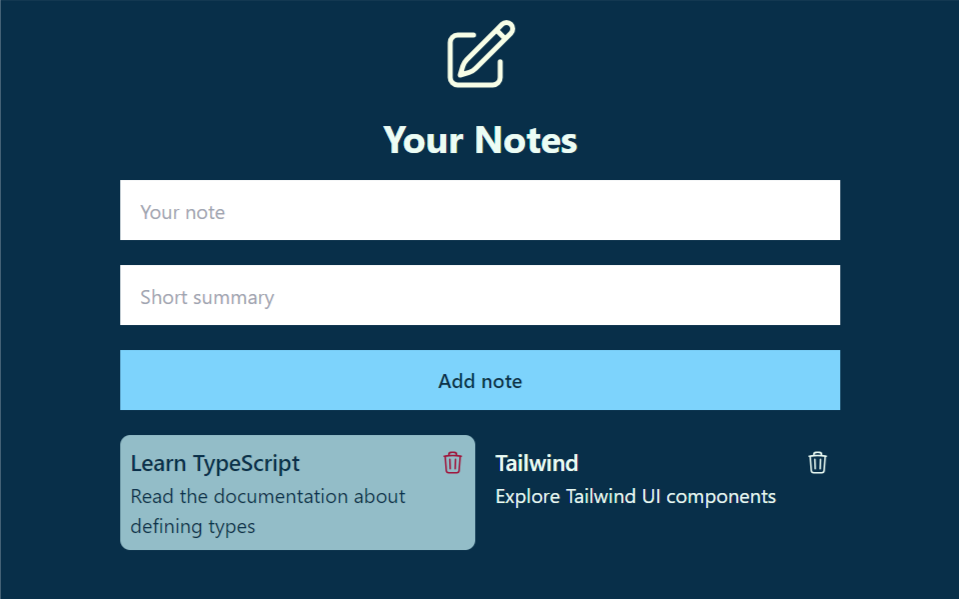 Your Notes
Your note
Short summary
Add note
Learn TypeScript
Read the documentation about
defining types
Tailwind
Explore Tailwind UI components